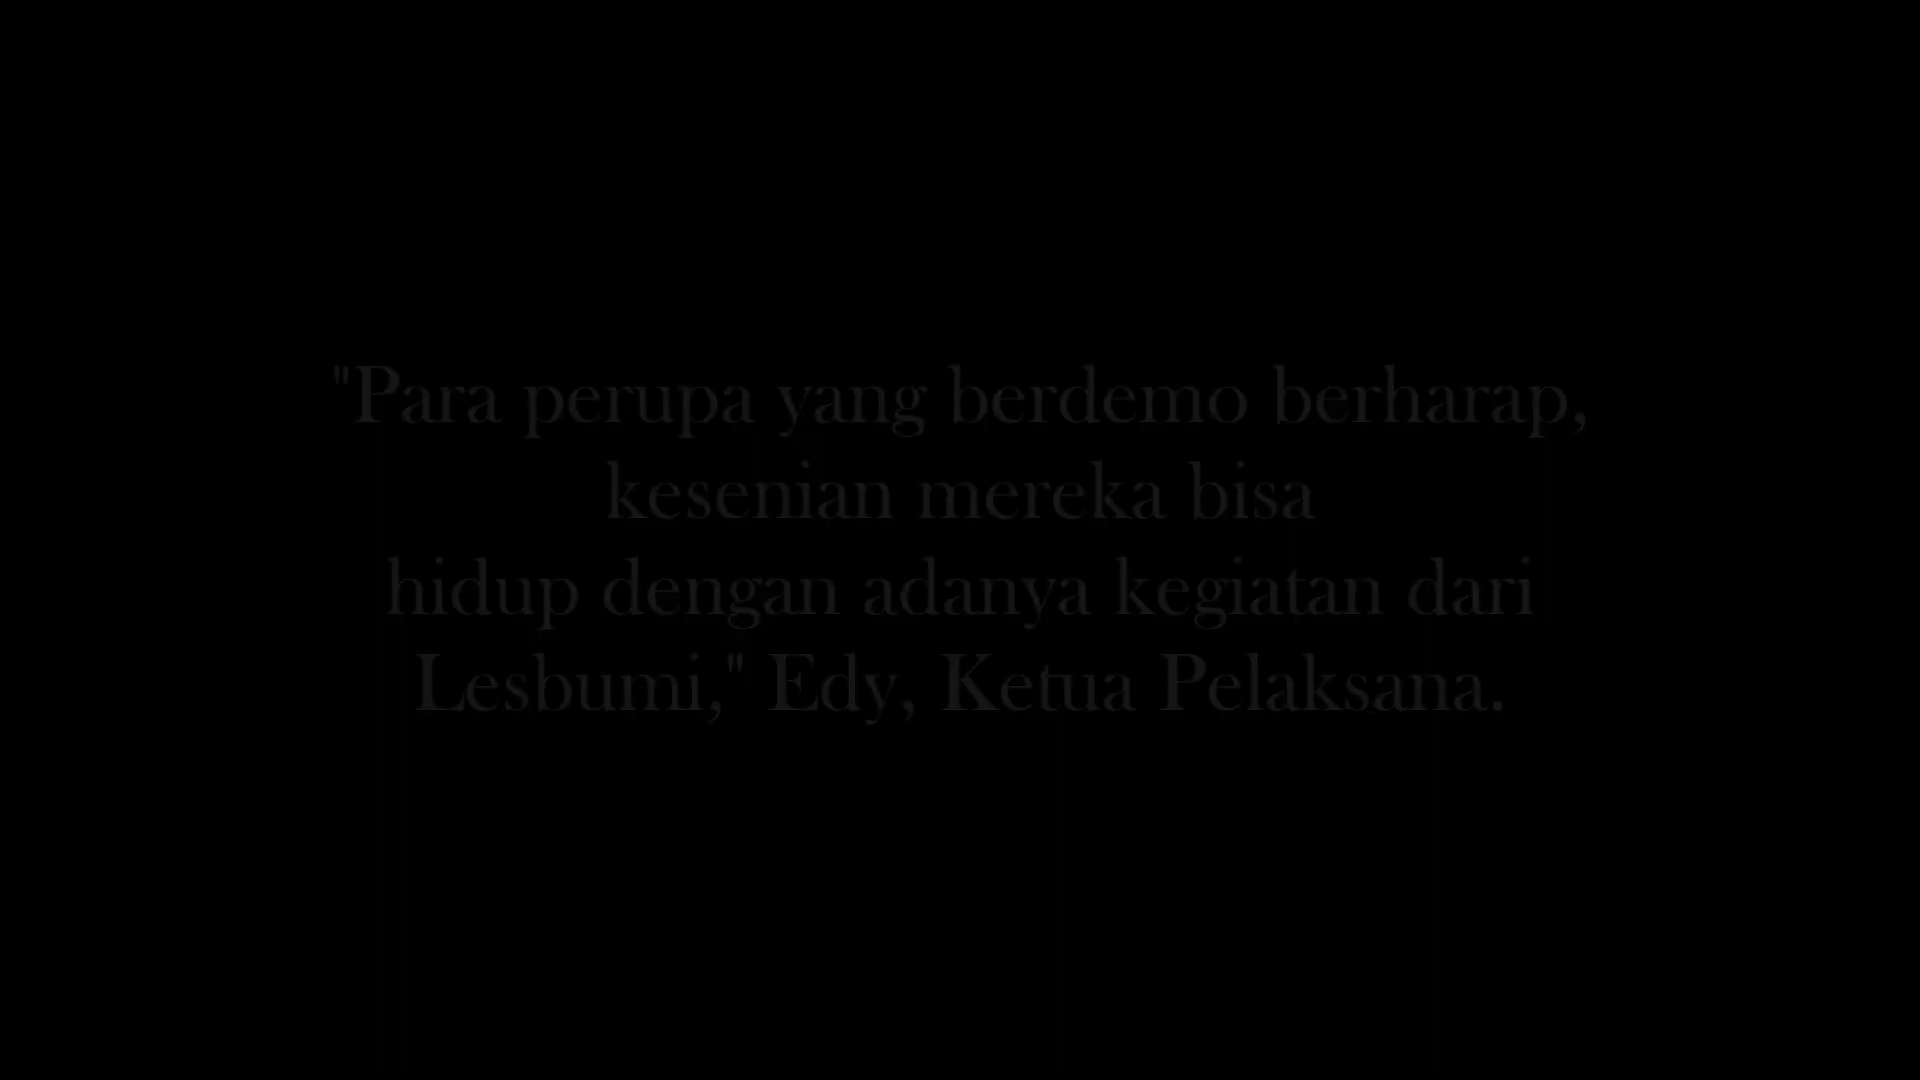 "Para perupa yang berdemo berharap,
kesenian mereka bisa
hidup dengan adanya kegiatan dari
Lesbumi," Edy, Ketua Pelaksana.